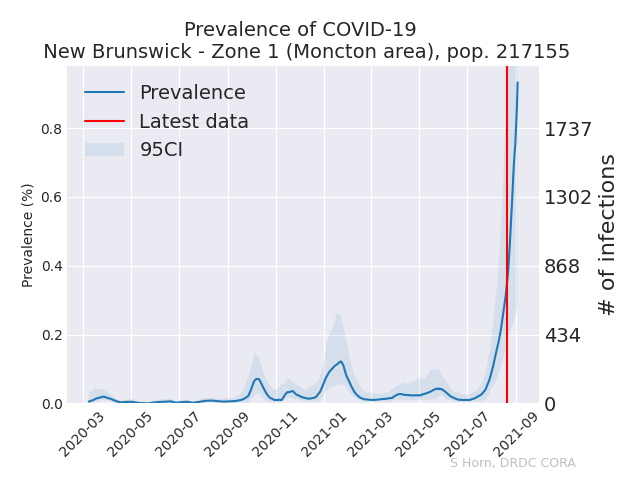 Prevalence of COVID-19
New Brunswick - Zone 1 (Moncton area), pop. 217155
Prevalence
Latest data
95CI
Prevalence (%)
0.8
0.6
0.4
0.2
0.0
1737
1302
868
434
0
# of infections
2020-03
2020-05
2020-07
2020-09
2020-11
2021-01
2021-03
2021-05
2021-07
2021-09
S Horn, DRDC CORA